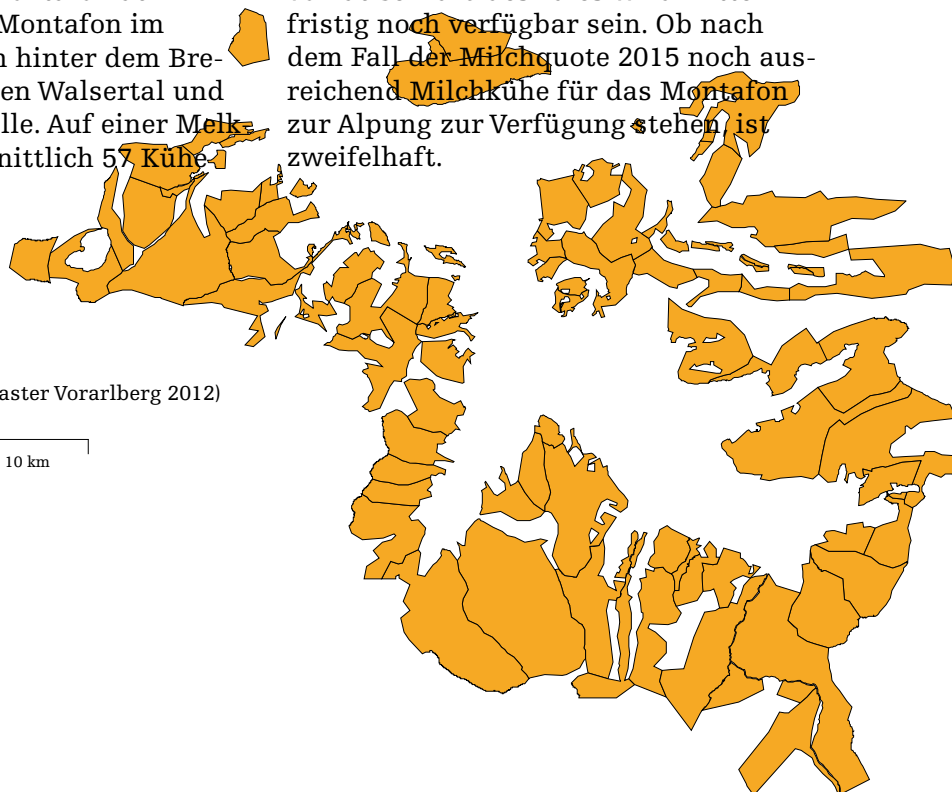 Montafon im
hinter dem Bre-
en Walsertal und
lle. Auf einer Melk-
nittlich 57 Kühe
fristig noch verfügbar sein. Ob nach
dem Fall der Milchquote 2015 noch aus-
reichend Milchkühe für das Montafon
zur Alpung zur Verfügung stehen, ist
zweifelhaft.
aster Vorarlberg 2012)
10 km